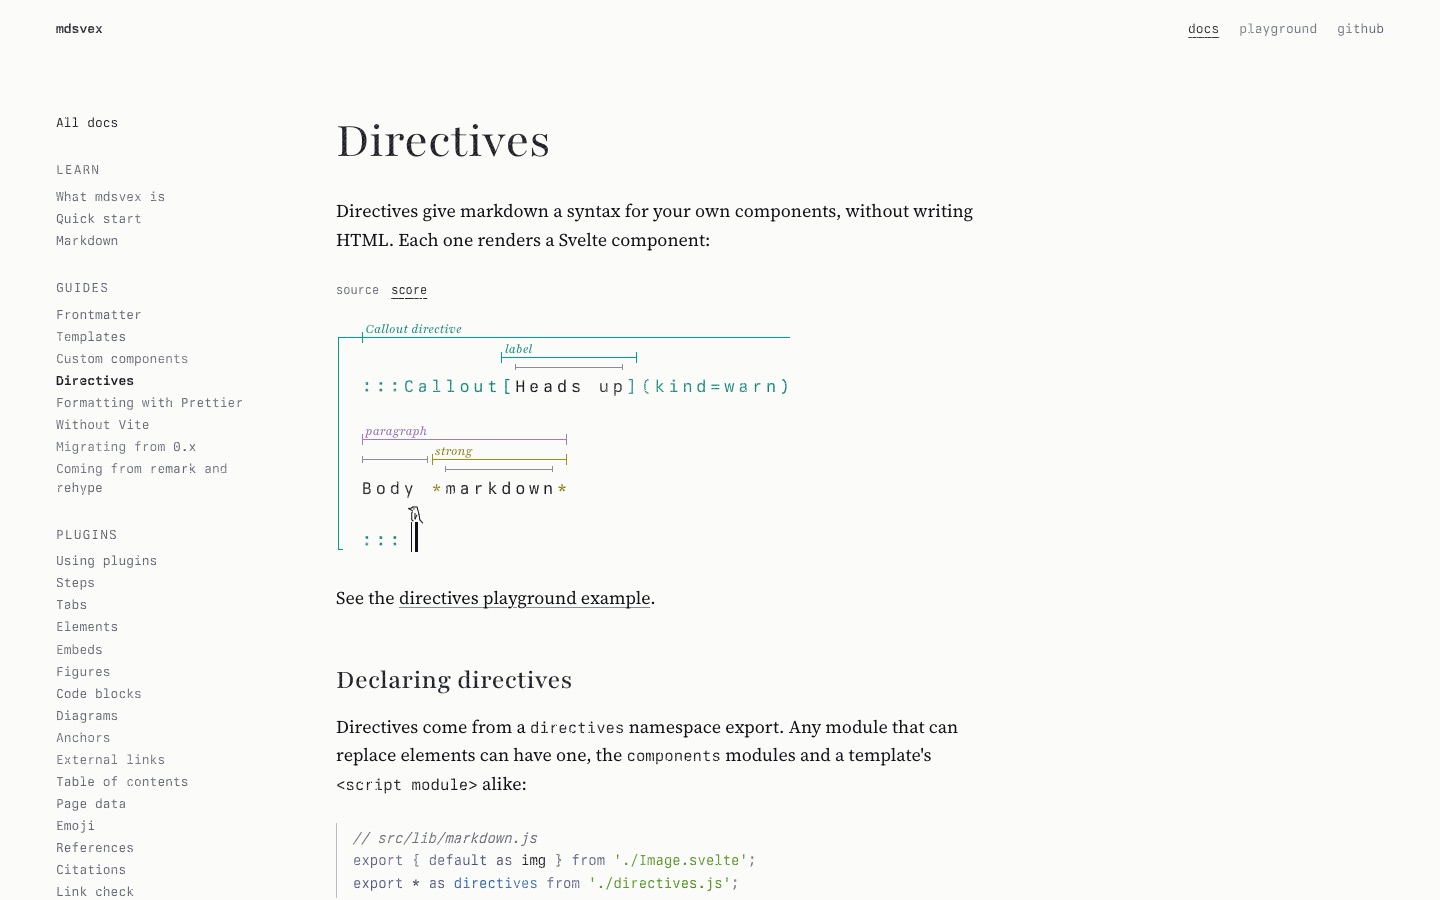 mdsvex
docs playground github
All docs
LEARN
What mdsvex is
Quick start
Markdown
GUIDES
Frontmatter
Templates
Custom components
Directives
Formatting with Prettier
Without Vite
Migrating from 0.x
Coming from remark and
rehype
PLUGINS
Using plugins
Steps
Tabs
Elements
Embeds
Figures
Code blocks
Diagrams
Anchors
External links
Table of contents
Page data
Emoji
References
Citations
Link check
Directives
Directives give markdown a syntax for your own components, without writing
HTML. Each one renders a Svelte component:
source score
Callout directive
label
:::Callout[Heads up](kind=warn)
paragraph
strong
Body *markdown*
:::
See the directives playground example.
Declaring directives
Directives come from a directives namespace export. Any module that can
replace elements can have one, the components modules and a template's
<script module> alike:
// src/lib/markdown.js
export { default as img } from './Image.svelte';
export * as directives from './directives.js';